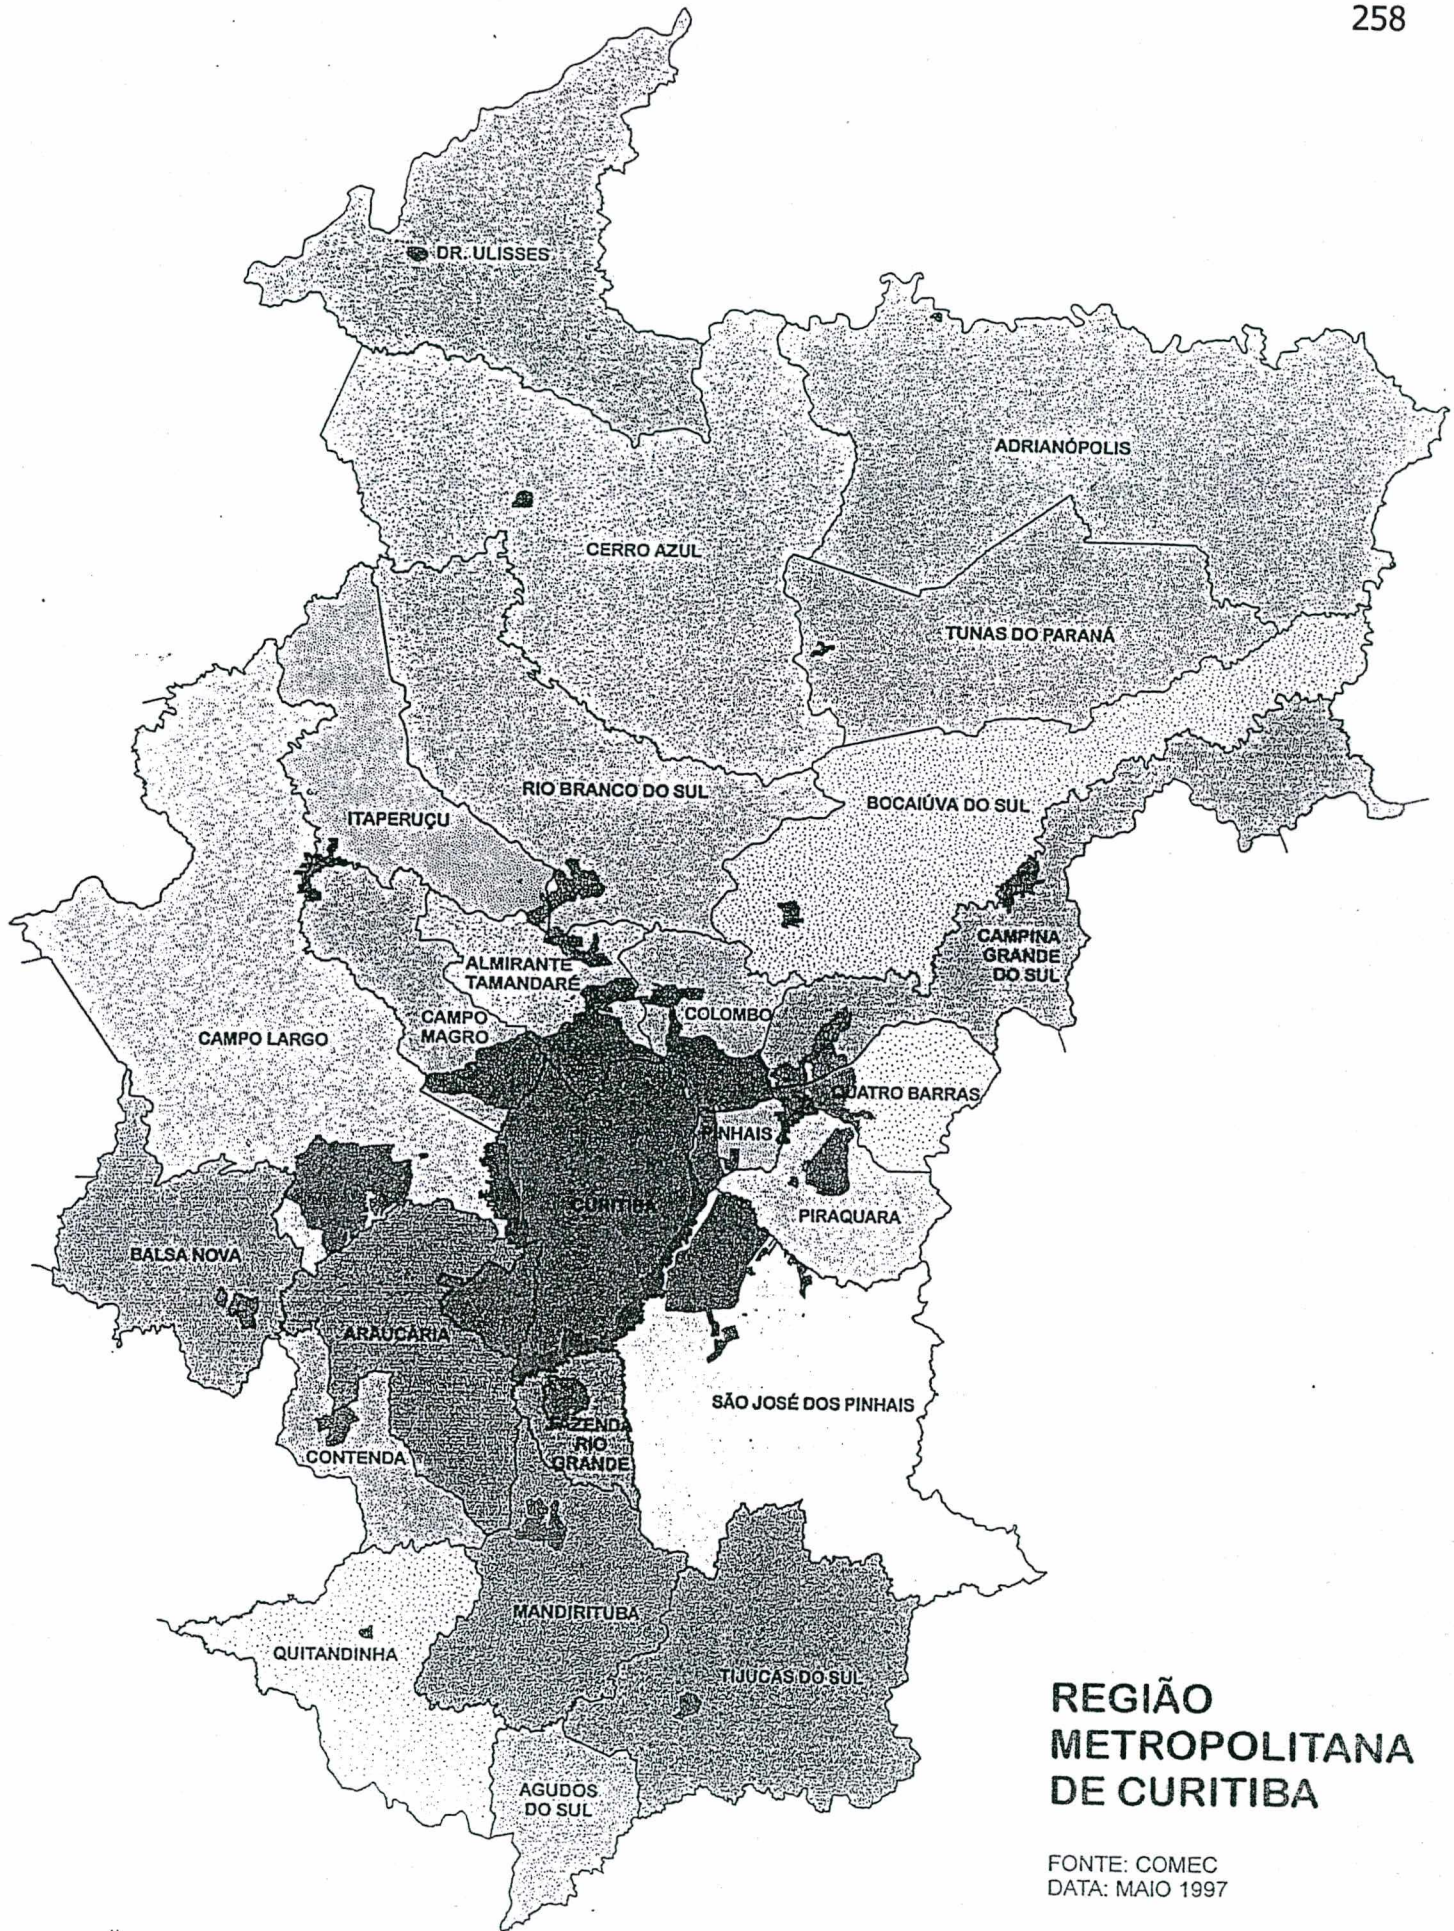 258
DR. ULISSES
ADRIANÓPOLIS
CERRO AZUL
TUNAS DO PARANÁ
RIO BRANCO DO SUL
BOCAIÚVA DO SUL
ITAPERUÇU
CAMPINA
GRANDE
DO SUL
ALMIRANTE
TAMANDARÉ
COLOMBO
CAMPO
MAGRO
CAMPO LARGO
QUATRO BARRAS
PINHAIS
CURITIBA
PIRAQUARA
BALSA NOVA
ARAUCÁRIA
SÃO JOSÉ DOS PINHAIS
FAZENDA
RIO
GRANDE
CONTENDA
MANDIRITUBA
QUITANDINHA
TIJUCAS DO SUL
AGUDOS
DO SUL
REGIÃO
METROPOLITANA
DE CURITIBA
FONTE: COMEC
DATA: MAIO 1997